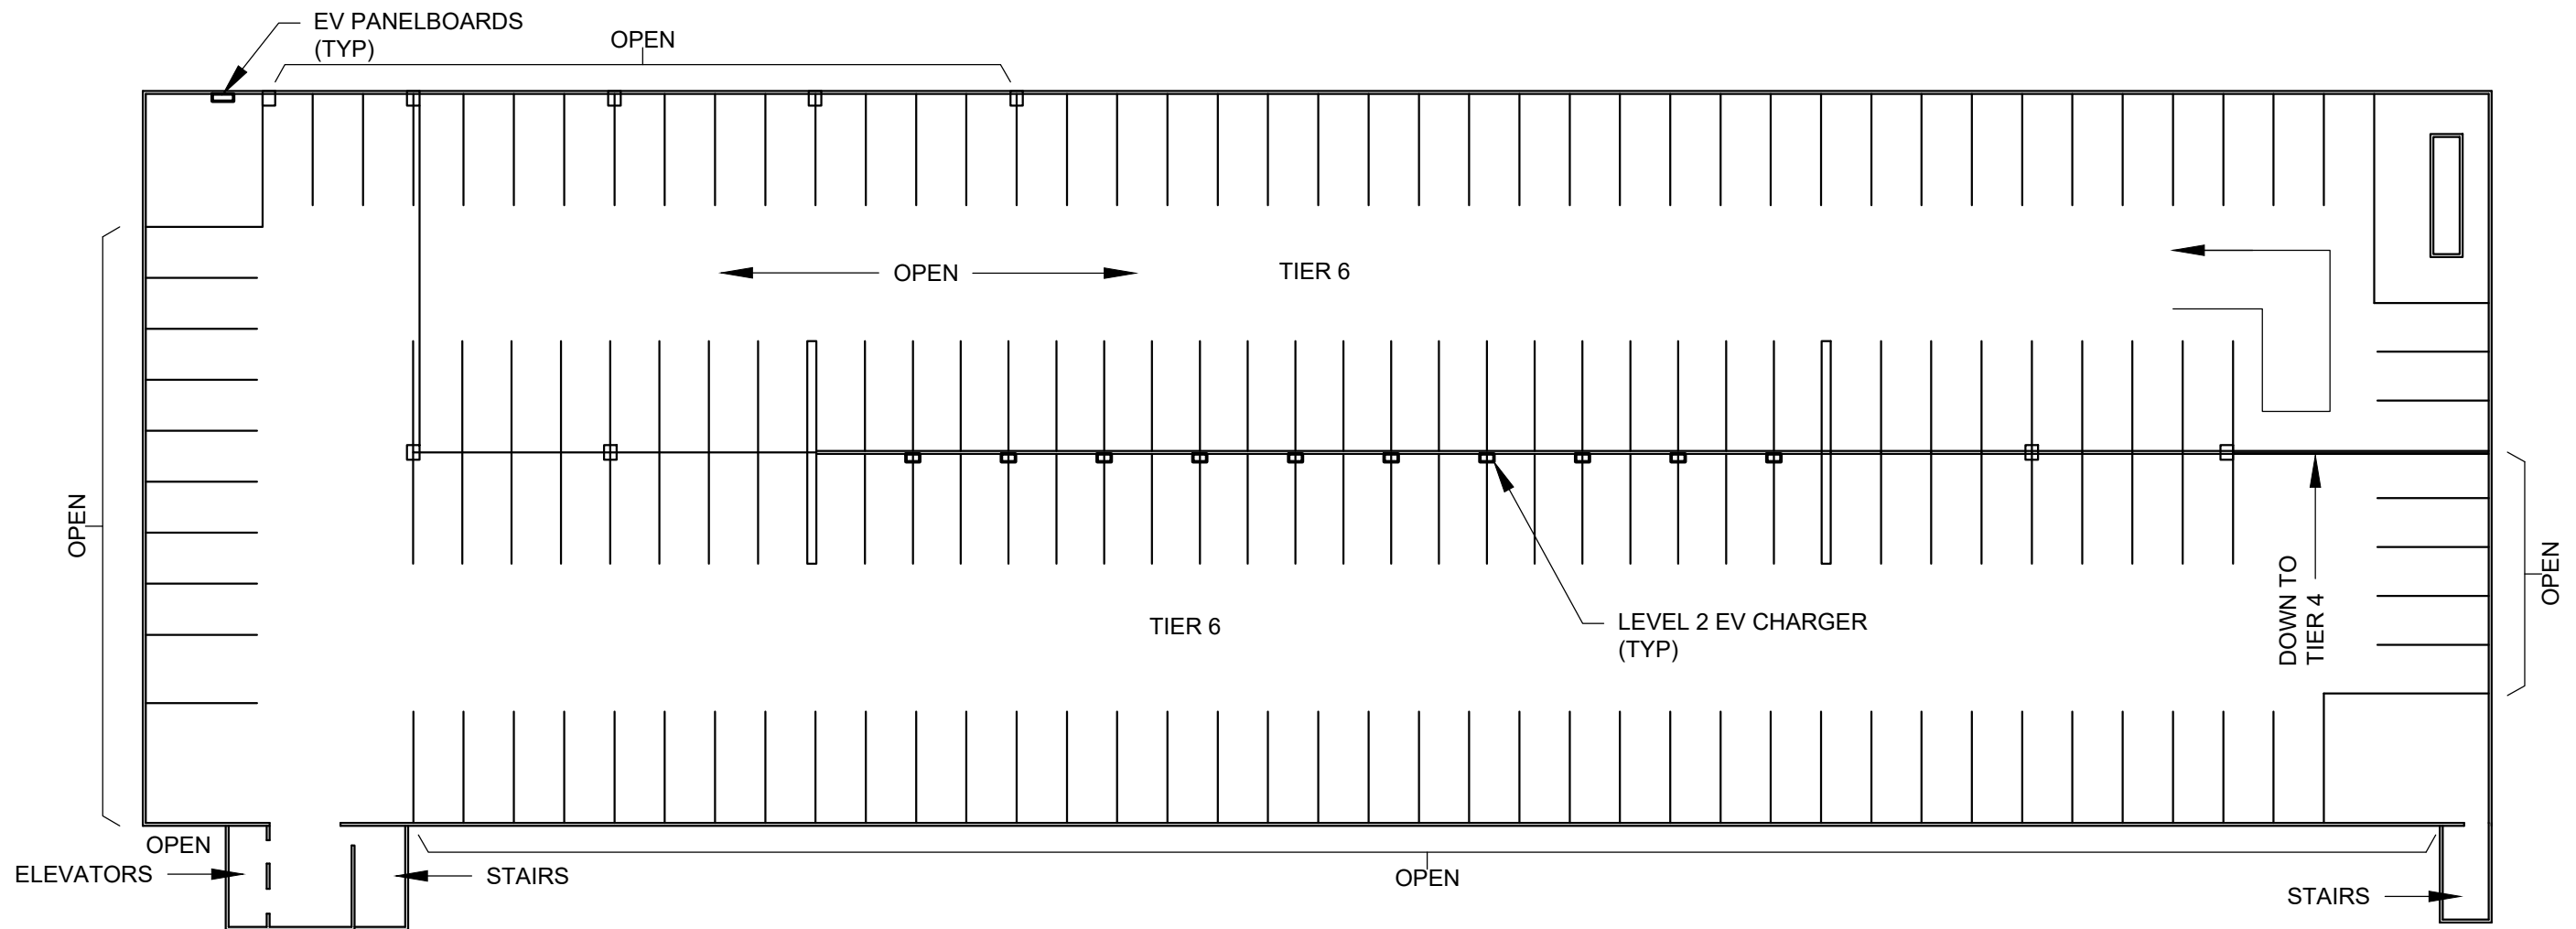 EV PANELBOARDS
(TYP)
OPEN
OPEN
TIER 6
OPEN
OPEN
DOWN TO
TIER 4
TIER 6
LEVEL 2 EV CHARGER
(TYP)
OPEN
ELEVATORS
STAIRS
OPEN
STAIRS